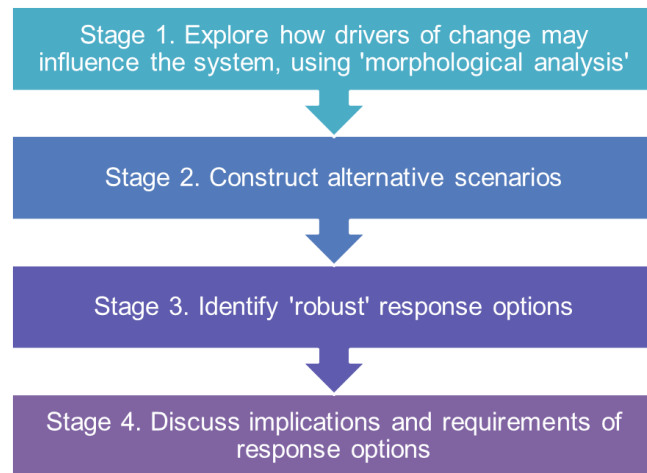 Stage 1. Explore how drivers of change may
influence the system, using 'morphological analysis'
Stage 2. Construct alternative scenarios
Stage 3. Identify 'robust' response options
Stage 4. Discuss implications and requirements of
response options